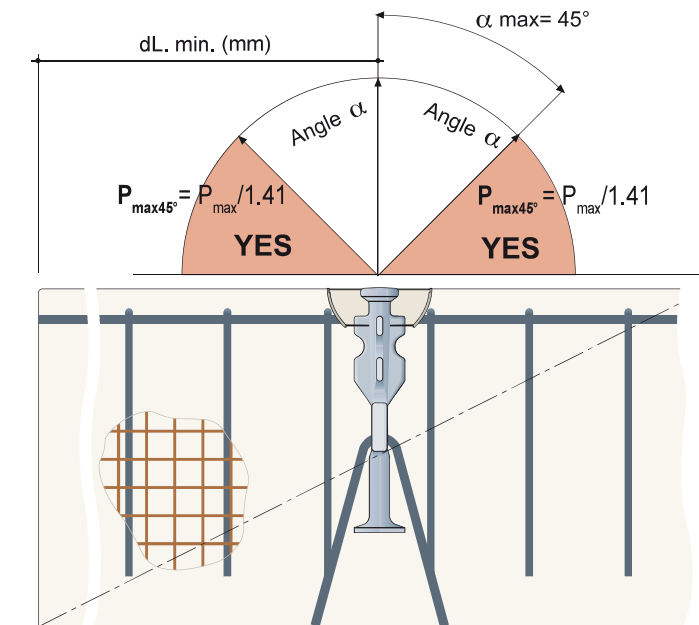 α max= 45°
dL. min. (mm)
Angle α
Angle α
Pmax45°= Pmax/1.41
YES
Pmax45°= Pmax/1.41
YES